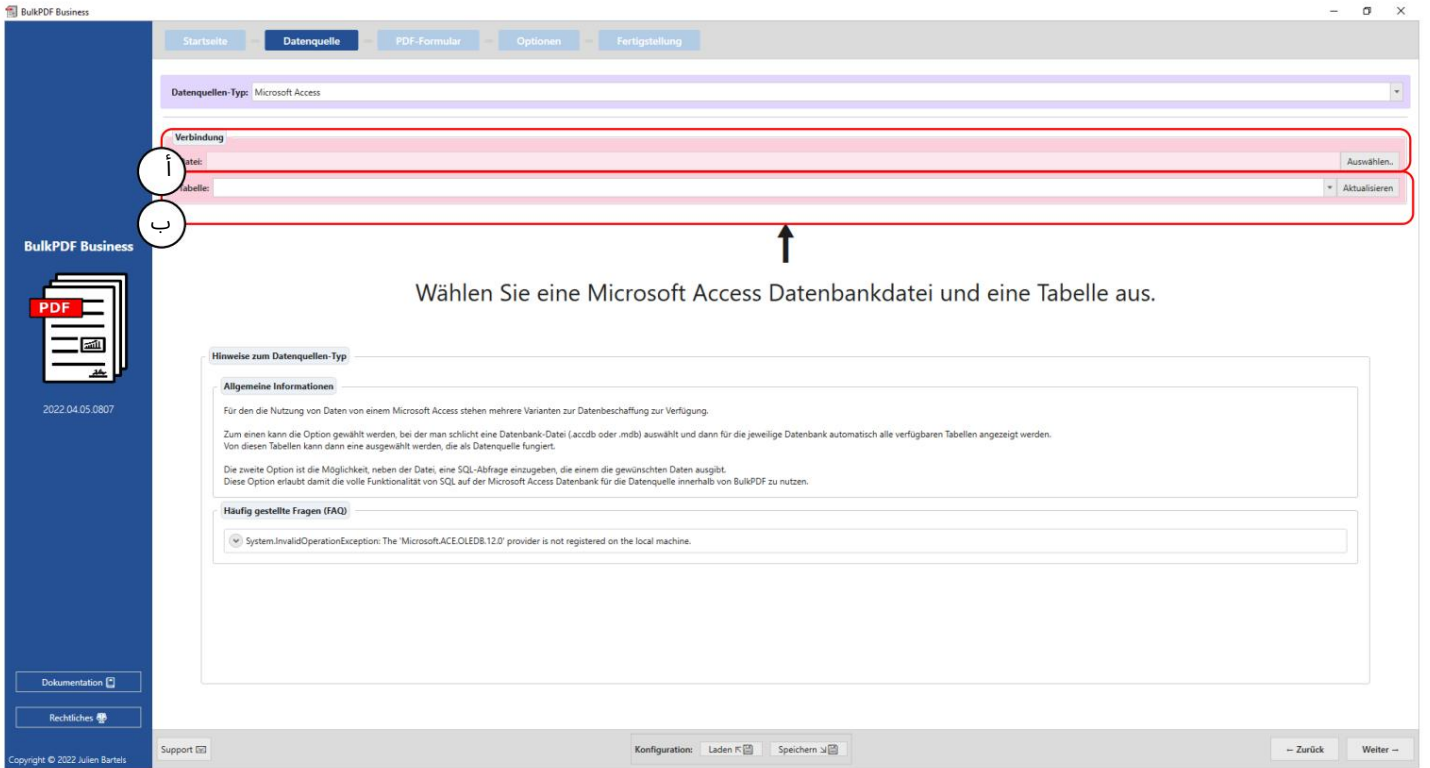 BulkPDF Business
Startseite Datenquelle PDF-Formular Optionen Fertigstellung
Datenquellen-Typ: Microsoft Access
Verbindung
أ
Datei: Auswählen..
Tabelle: Aktualisieren
ب
BulkPDF Business
PDF
2022.04.05.0807
Wählen Sie eine Microsoft Access Datenbankdatei und eine Tabelle aus.
Hinweise zum Datenquellen-Typ
Allgemeine Informationen
Für den die Nutzung von Daten von einem Microsoft Access stehen mehrere Varianten zur Datenbeschaffung zur Verfügung.
Zum einen kann die Option gewählt werden, bei der man schlicht eine Datenbank-Datei (.accdb oder .mdb) auswählt und dann für die jeweilige Datenbank automatisch alle verfügbaren Tabellen angezeigt werden.
Von diesen Tabellen kann dann eine ausgewählt werden, die als Datenquelle fungiert.
Die zweite Option ist die Möglichkeit, neben der Datei, eine SQL-Abfrage einzugeben, die einem die gewünschten Daten ausgibt.
Diese Option erlaubt damit die volle Funktionalität von SQL auf der Microsoft Access Datenbank für die Datenquelle innerhalb von BulkPDF zu nutzen.
Häufig gestellte Fragen (FAQ)
System.InvalidOperationException: The 'Microsoft.ACE.OLEDB.12.0' provider is not registered on the local machine.
Dokumentation
Rechtliches
Copyright © 2022 Julien Bartels
Support
Konfiguration: Laden Speichern
← Zurück Weiter →